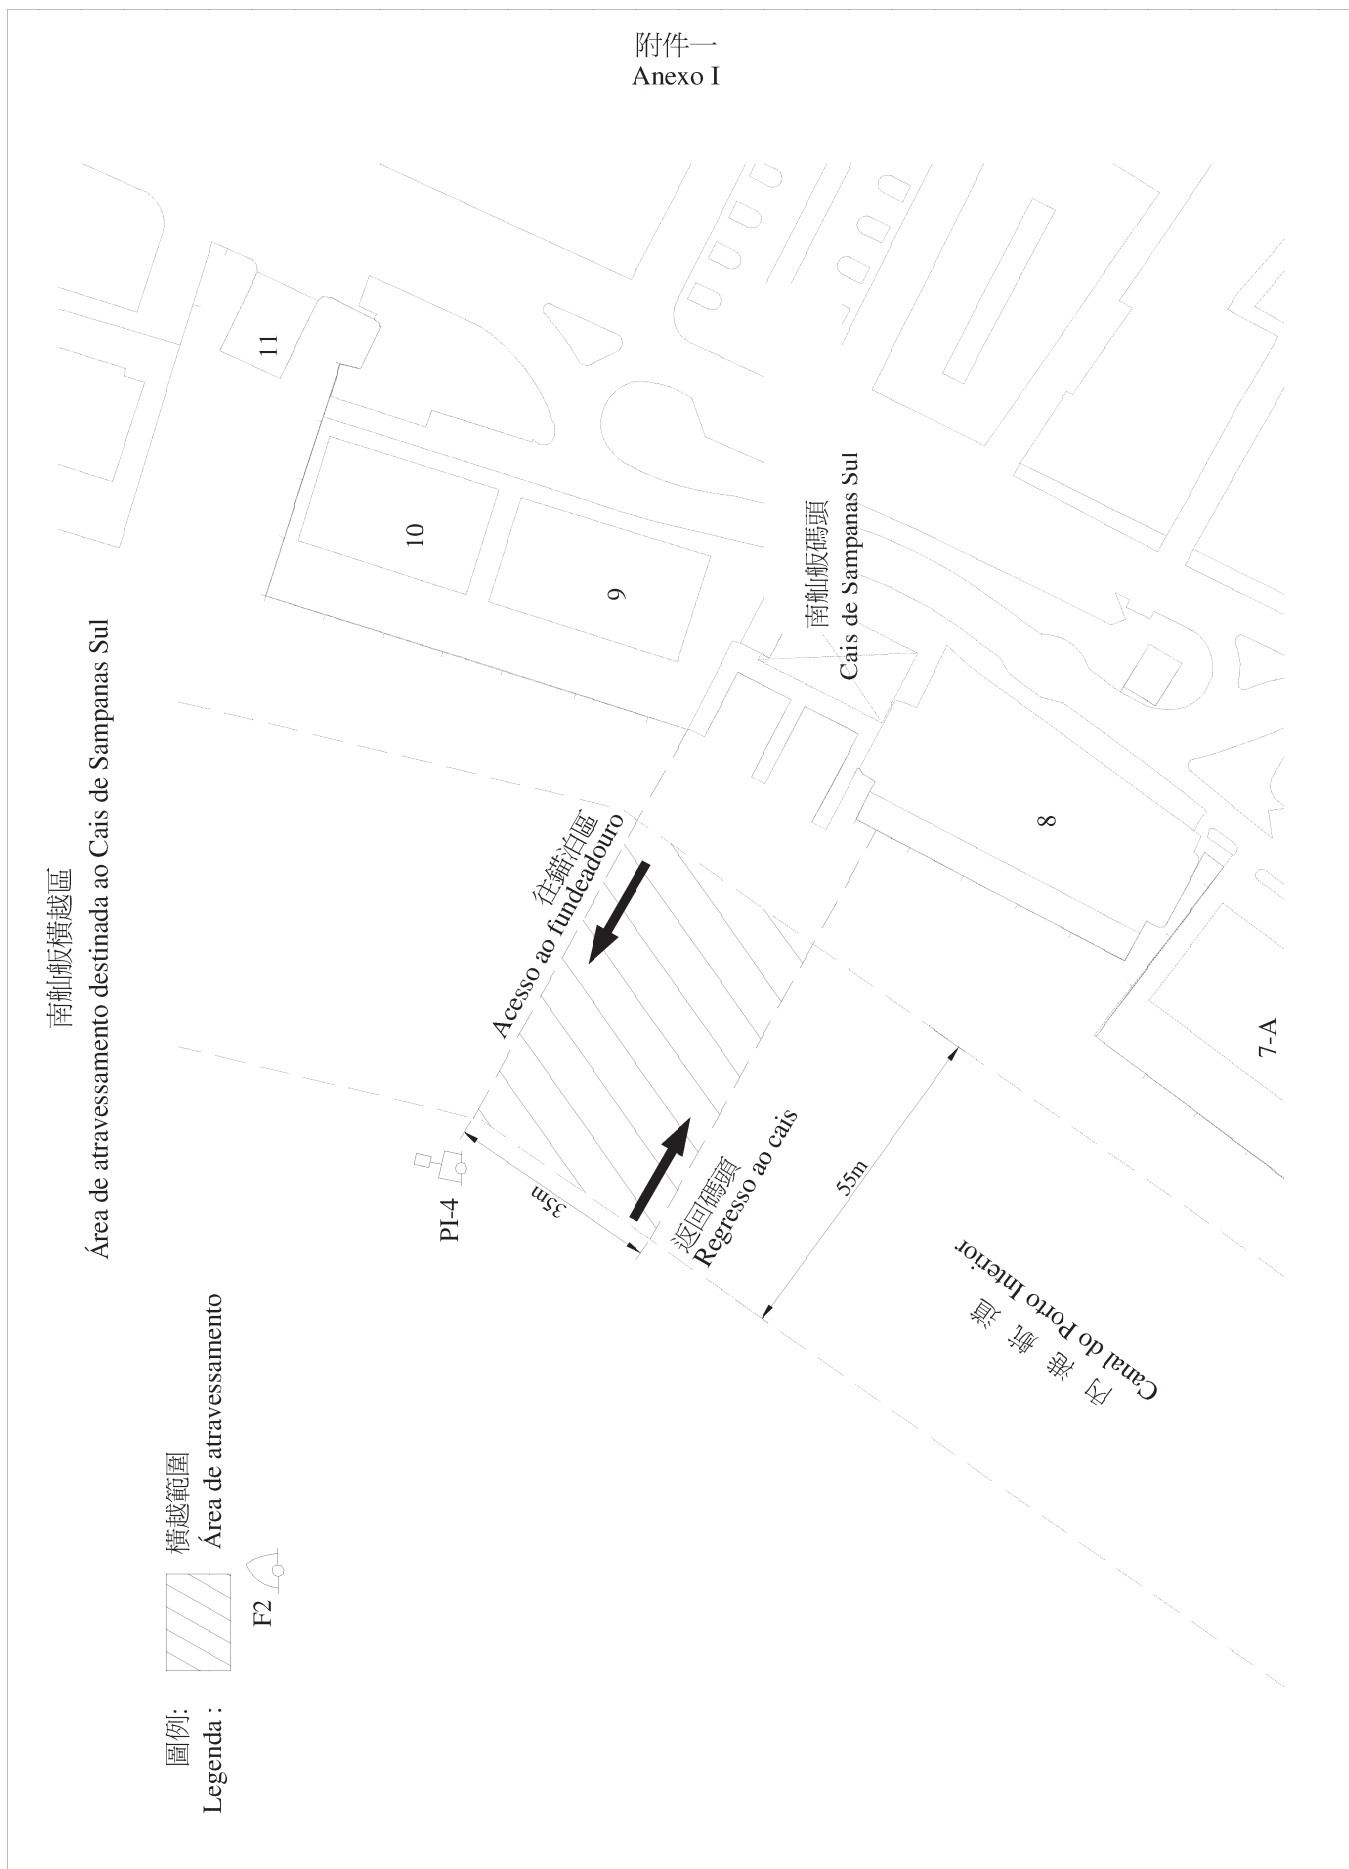 附件一
Anexo I
南舢舨橫越區
Área de atravessamento destinada ao Cais de Sampanas Sul
圖例:
Legenda :
橫越範圍
Área de atravessamento
F2
PI-4
35m
往錨泊區
Acesso ao fundeadouro
返回碼頭
Regresso ao cais
55m
內港航道
Canal do Porto Interior
南舢舨碼頭
Cais de Sampanas Sul
11
10
9
8
7-A